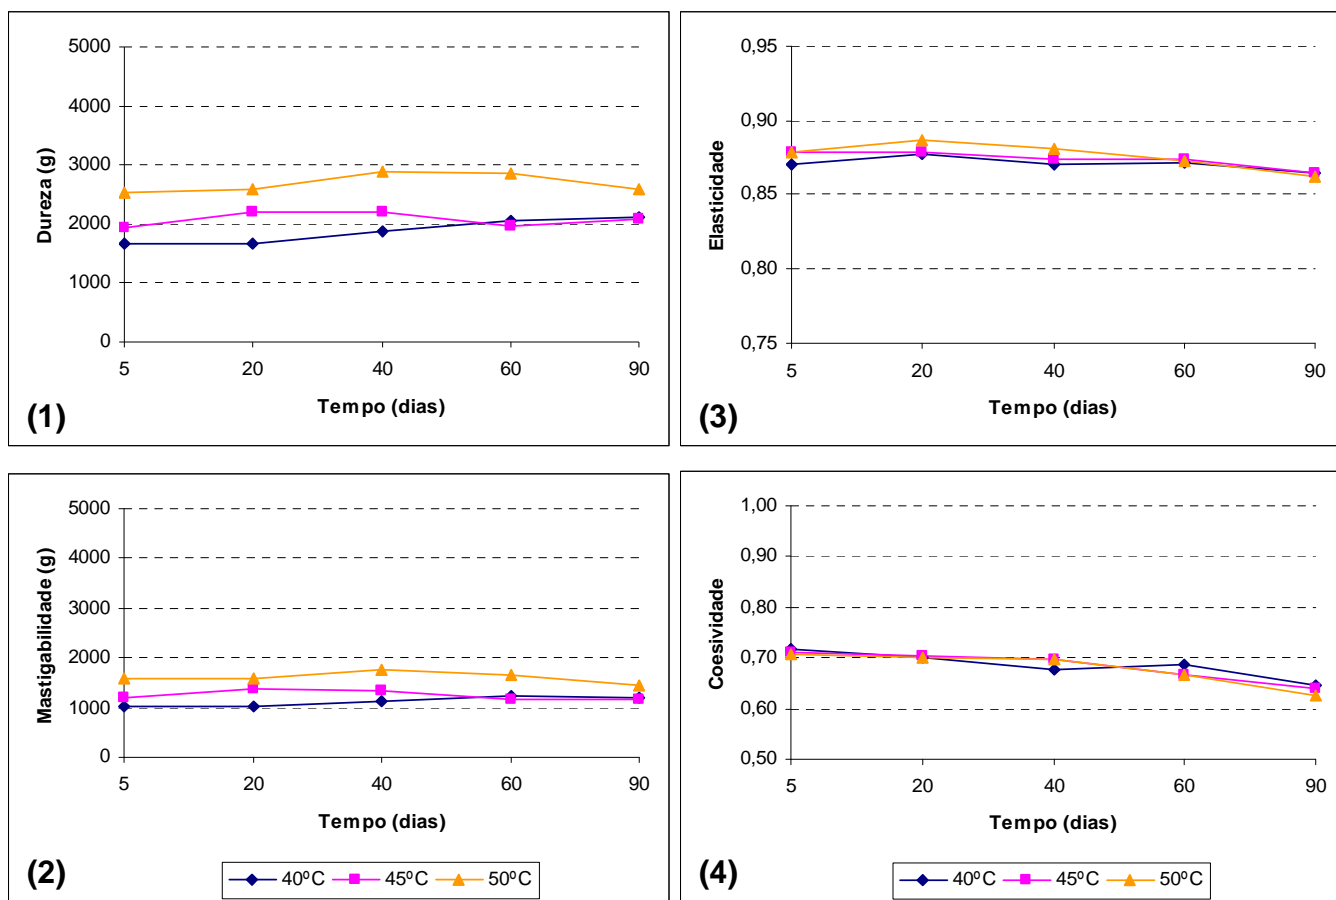 5000
4000
3000
2000
1000
0
Dureza (g)
5 20 40 60 90
Tempo (dias)
(1)
0,95
0,90
0,85
0,80
0,75
Elasticidade
5 20 40 60 90
Tempo (dias)
(3)
5000
4000
3000
2000
1000
0
Mastigabilidade (g)
5 20 40 60 90
Tempo (dias)
(2)
40ºC 45ºC 50ºC
1,00
0,90
0,80
0,70
0,60
0,50
Coesividade
5 20 40 60 90
Tempo (dias)
(4)
40ºC 45ºC 50ºC